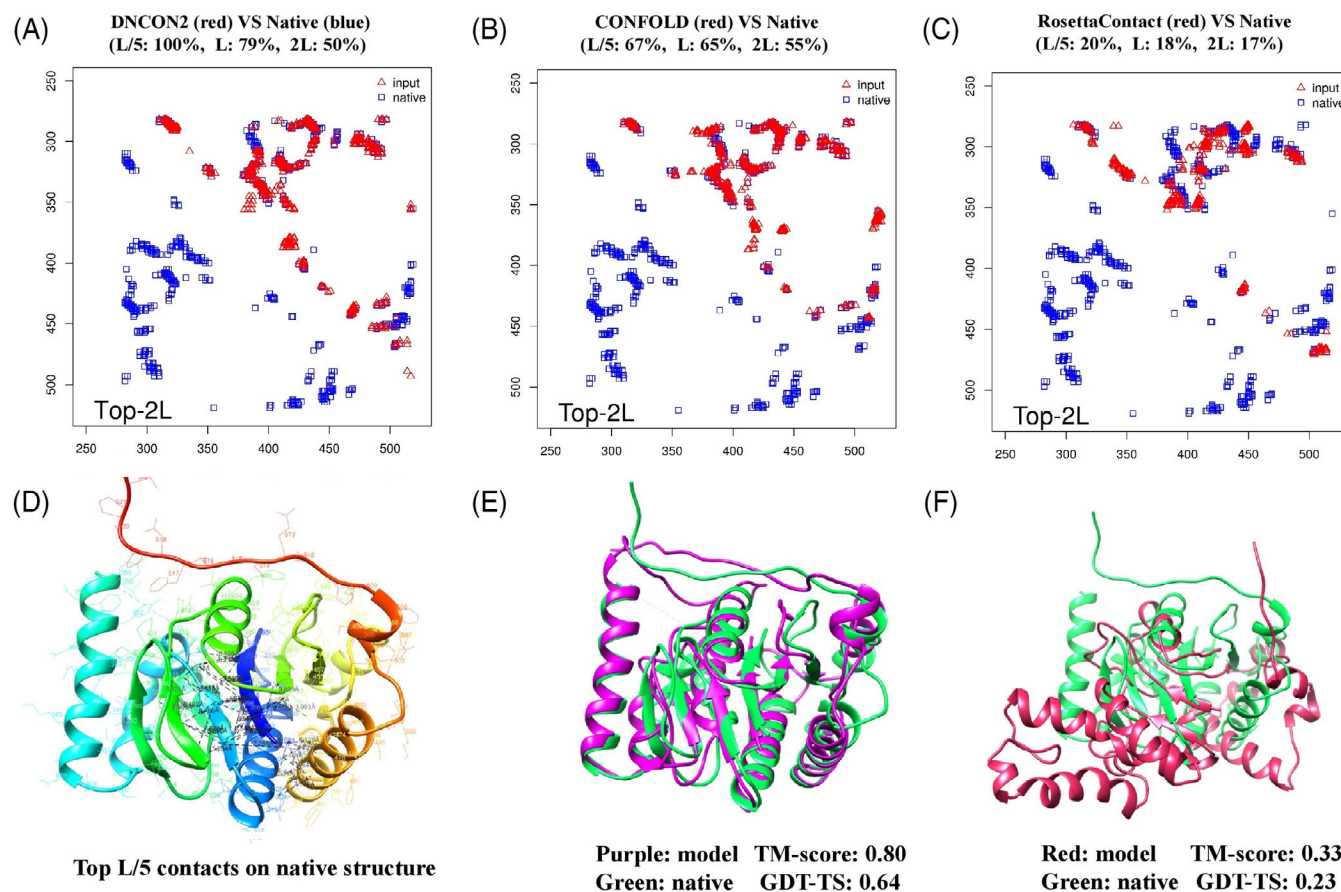 (A)
DNCON2 (red) VS Native (blue)
(L/5: 100%, L: 79%, 2L: 50%)
input
native
250
300
350
400
450
500
Top-2L
250 300 350 400 450 500
(B)
CONFOLD (red) VS Native
(L/5: 67%, L: 65%, 2L: 55%)
input
native
250
300
350
400
450
500
Top-2L
250 300 350 400 450 500
(C)
RosettaContact (red) VS Native
(L/5: 20%, L: 18%, 2L: 17%)
input
native
250
300
350
400
450
500
Top-2L
250 300 350 400 450 500
(D)
Top L/5 contacts on native structure
(E)
Purple: model TM-score: 0.80
Green: native GDT-TS: 0.64
(F)
Red: model TM-score: 0.33
Green: native GDT-TS: 0.23